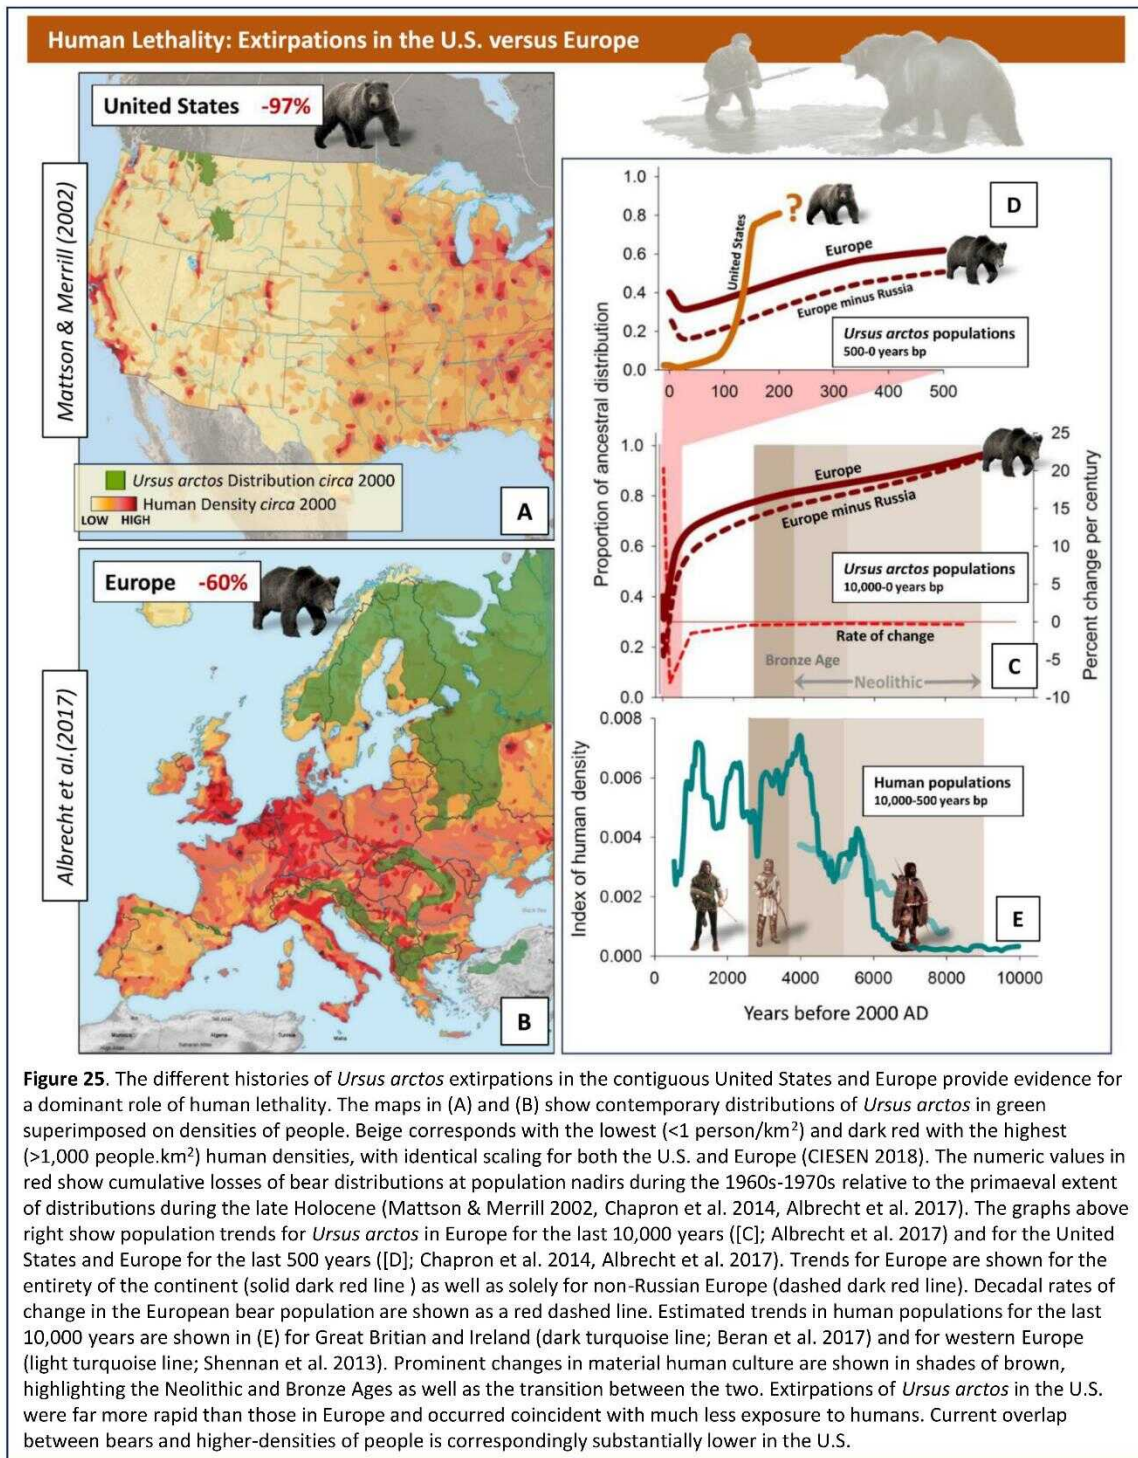 Human Lethality: Extirpations in the U.S. versus Europe
United States -97%
Mattson & Merrill (2002)
Ursus arctos Distribution circa 2000
Human Density circa 2000
LOW HIGH
A
Europe -60%
Albrecht et al.(2017)
B
D
1.0
0.8
0.6
0.4
0.2
0.0
?
United States
Europe
Europe minus Russia
Ursus arctos populations
500-0 years bp
0 100 200 300 400 500
Proportion of ancestral distribution
1.0
0.8
0.6
0.4
0.2
0.0
Europe
Europe minus Russia
Ursus arctos populations
10,000-0 years bp
Rate of change
Bronze Age
Neolithic
C
25
20
15
10
5
0
-5
-10
Percent change per century
Index of human density
0.008
0.006
0.004
0.002
0.000
Human populations
10,000-500 years bp
E
0 2000 4000 6000 8000 10000
Years before 2000 AD
Figure 25. The different histories of Ursus arctos extirpations in the contiguous United States and Europe provide evidence for
a dominant role of human lethality. The maps in (A) and (B) show contemporary distributions of Ursus arctos in green
superimposed on densities of people. Beige corresponds with the lowest (<1 person/km²) and dark red with the highest
(>1,000 people.km²) human densities, with identical scaling for both the U.S. and Europe (CIESEN 2018). The numeric values in
red show cumulative losses of bear distributions at population nadirs during the 1960s-1970s relative to the primaeval extent
of distributions during the late Holocene (Mattson & Merrill 2002, Chapron et al. 2014, Albrecht et al. 2017). The graphs above
right show population trends for Ursus arctos in Europe for the last 10,000 years ([C]; Albrecht et al. 2017) and for the United
States and Europe for the last 500 years ([D]; Chapron et al. 2014, Albrecht et al. 2017). Trends for Europe are shown for the
entirety of the continent (solid dark red line ) as well as solely for non-Russian Europe (dashed dark red line). Decadal rates of
change in the European bear population are shown as a red dashed line. Estimated trends in human populations for the last
10,000 years are shown in (E) for Great Britian and Ireland (dark turquoise line; Beran et al. 2017) and for western Europe
(light turquoise line; Shennan et al. 2013). Prominent changes in material human culture are shown in shades of brown,
highlighting the Neolithic and Bronze Ages as well as the transition between the two. Extirpations of Ursus arctos in the U.S.
were far more rapid than those in Europe and occurred coincident with much less exposure to humans. Current overlap
between bears and higher-densities of people is correspondingly substantially lower in the U.S.